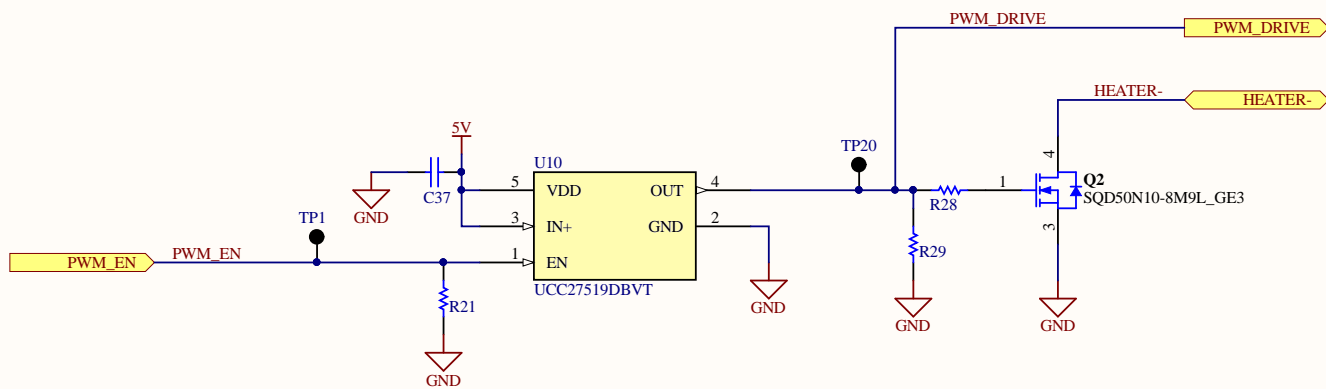 PWM_DRIVE
PWM_DRIVE
HEATER-
HEATER-
5V
C37
GND
U10
5
VDD
OUT
4
3
IN+
GND
2
1
EN
UCC27519DBVT
TP1
PWM_EN
PWM_EN
R21
GND
GND
TP20
R28
R29
GND
1
4
3
Q2
SQD50N10-8M9L_GE3
GND